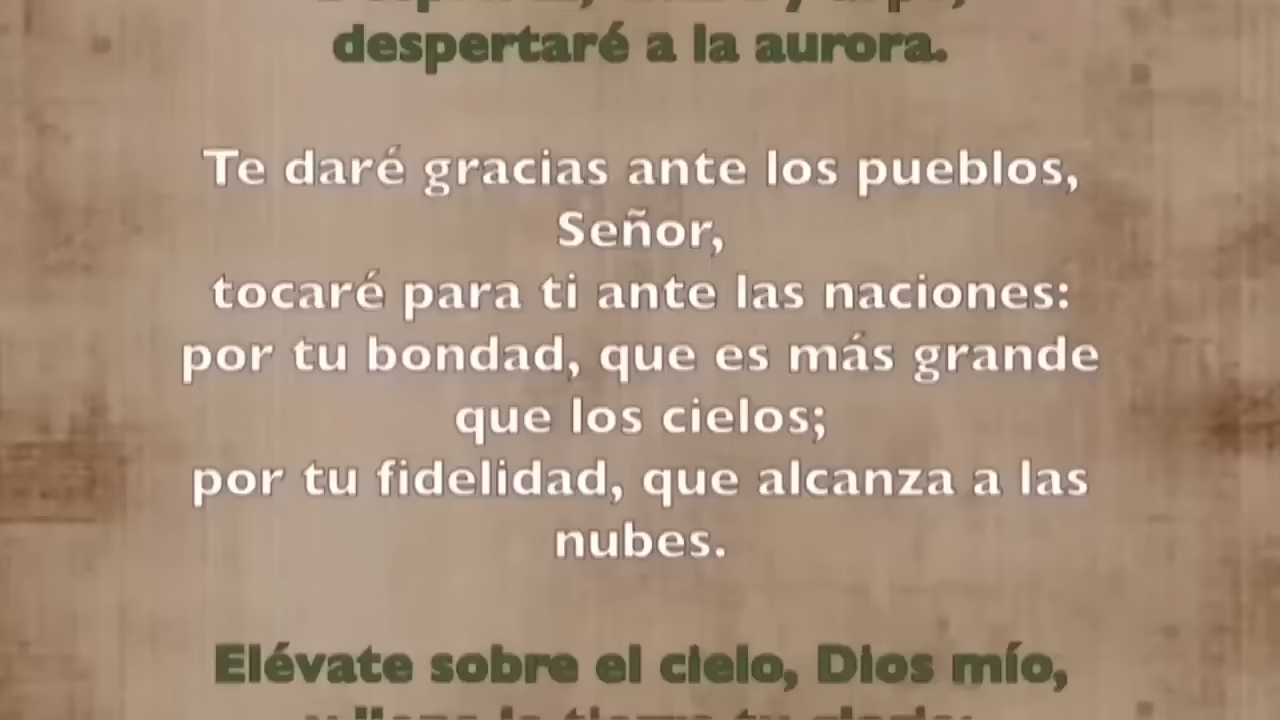 despertaré a la aurora.
Te daré gracias ante los pueblos,
Señor,
tocaré para ti ante las naciones:
por tu bondad, que es más grande
que los cielos;
por tu fidelidad, que alcanza a las
nubes.
Elévate sobre el cielo, Dios mío,